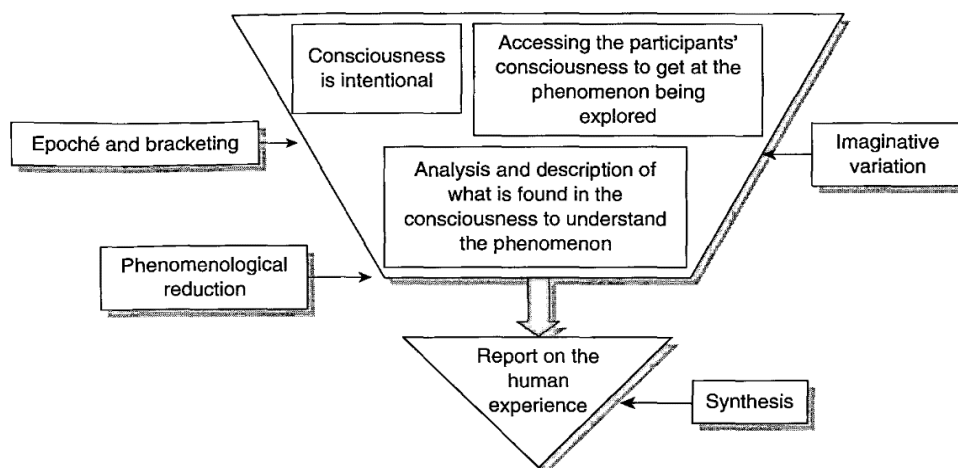 Consciousness
is intentional
Accessing the participants'
consciousness to get at the
phenomenon being
explored
Epoché and bracketing
Imaginative
variation
Analysis and description of
what is found in the
consciousness to understand
the phenomenon
Phenomenological
reduction
Report on the
human
experience
Synthesis